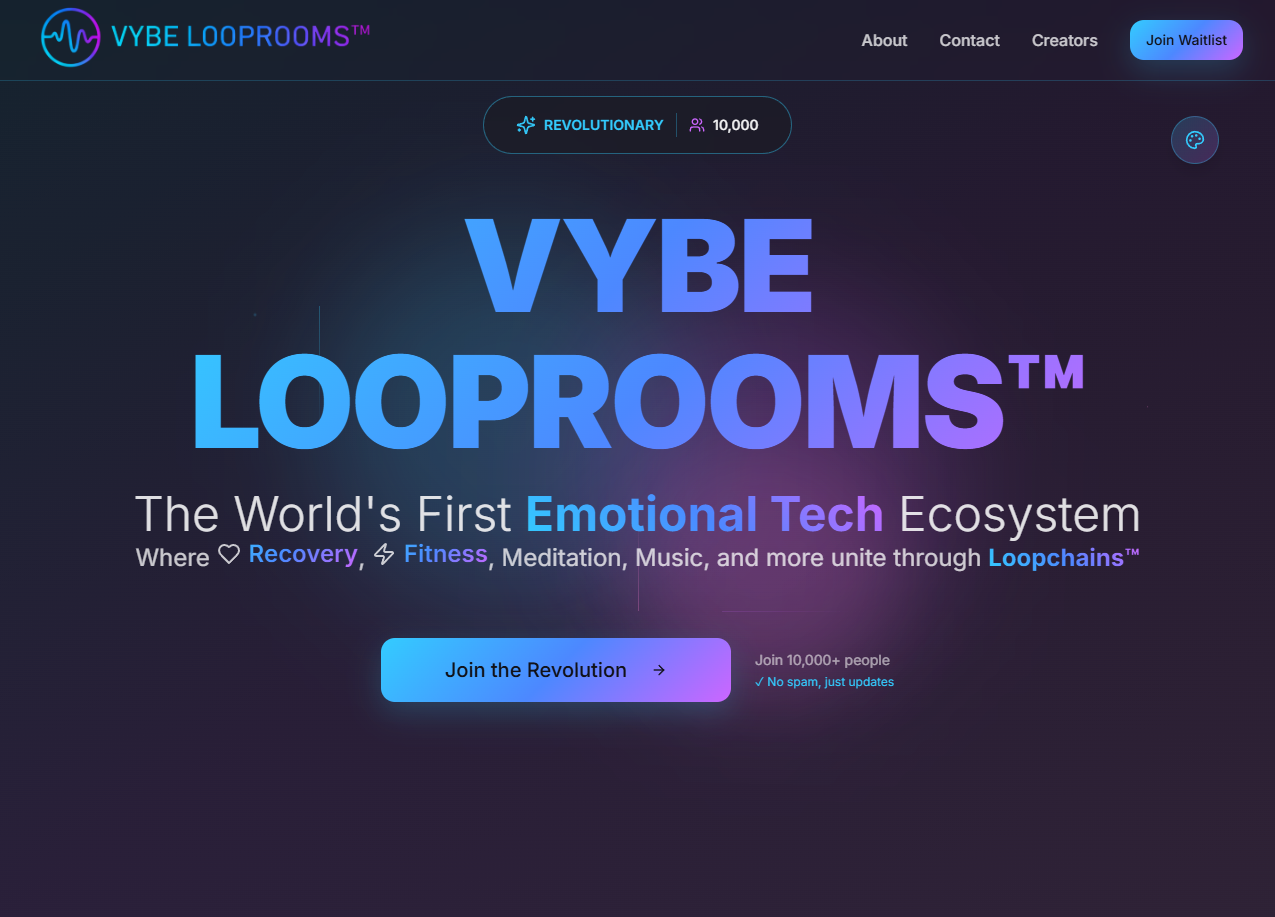 VYBE LOOPROOMS™
About Contact Creators Join Waitlist
REVOLUTIONARY 10,000
VYBE
LOOPROOMS™
The World's First Emotional Tech Ecosystem
Where Recovery, Fitness, Meditation, Music, and more unite through Loopchains™
Join the Revolution →
Join 10,000+ people
✓ No spam, just updates